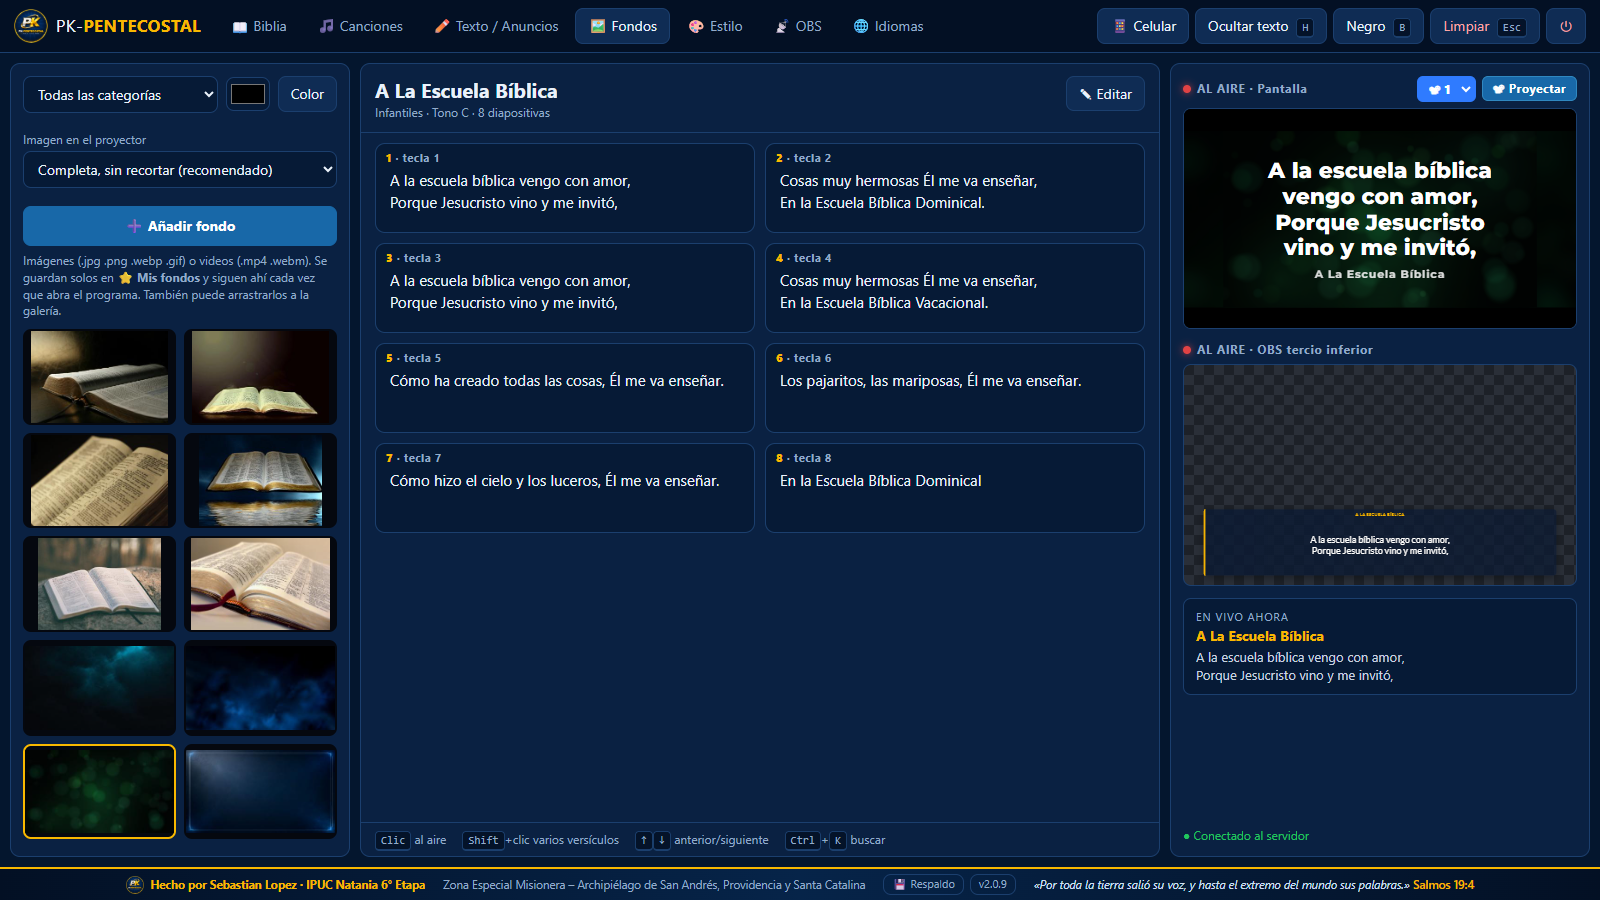 PK-PENTECOSTAL
Biblia
Canciones
Texto / Anuncios
Fondos
Estilo
OBS
Idiomas
Celular
Ocultar texto H
Negro B
Limpiar Esc
Todas las categorías
Color
Imagen en el proyector
Completa, sin recortar (recomendado)
Añadir fondo
Imágenes (.jpg .png .webp .gif) o videos (.mp4 .webm). Se
guardan solos en ⭐ Mis fondos y siguen ahí cada vez
que abra el programa. También puede arrastrarlos a la
galería.
A La Escuela Bíblica
Infantiles · Tono C · 8 diapositivas
Editar
1 · tecla 1
A la escuela bíblica vengo con amor,
Porque Jesucristo vino y me invitó,
2 · tecla 2
Cosas muy hermosas Él me va enseñar,
En la Escuela Bíblica Dominical.
3 · tecla 3
A la escuela bíblica vengo con amor,
Porque Jesucristo vino y me invitó,
4 · tecla 4
Cosas muy hermosas Él me va enseñar,
En la Escuela Bíblica Vacacional.
5 · tecla 5
Cómo ha creado todas las cosas, Él me va enseñar.
6 · tecla 6
Los pajaritos, las mariposas, Él me va enseñar.
7 · tecla 7
Cómo hizo el cielo y los luceros, Él me va enseñar.
8 · tecla 8
En la Escuela Bíblica Dominical
Clic al aire Shift+clic varios versículos ↑ ↓ anterior/siguiente Ctrl + K buscar
AL AIRE · Pantalla
1
Proyectar
A la escuela bíblica
vengo con amor,
Porque Jesucristo
vino y me invitó,
A La Escuela Bíblica
AL AIRE · OBS tercio inferior
A LA ESCUELA BÍBLICA
A la escuela bíblica vengo con amor,
Porque Jesucristo vino y me invitó,
EN VIVO AHORA
A La Escuela Bíblica
A la escuela bíblica vengo con amor,
Porque Jesucristo vino y me invitó,
Conectado al servidor
Hecho por Sebastian Lopez · IPUC Natania 6° Etapa
Zona Especial Misionera – Archipiélago de San Andrés, Providencia y Santa Catalina
Respaldo
v2.0.9
«Por toda la tierra salió su voz, y hasta el extremo del mundo sus palabras.» Salmos 19:4